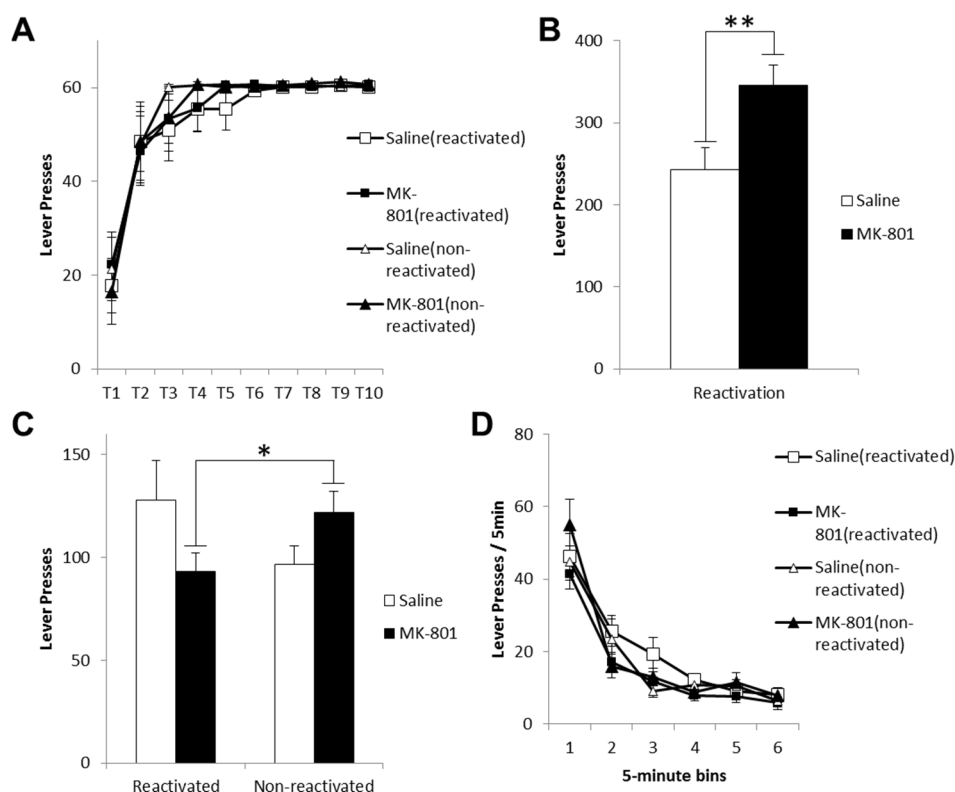 A
Lever Presses
60
40
20
0
T1 T2 T3 T4 T5 T6 T7 T8 T9 T10
Saline(reactivated)
MK-
801(reactivated)
Saline(non-
reactivated)
MK-801(non-
reactivated)
B
**
Lever Presses
400
300
200
100
0
Reactivation
Saline
MK-801
C
*
Lever Presses
150
100
50
0
Reactivated Non-reactivated
Saline
MK-801
D
Lever Presses / 5min
80
60
40
20
0
1 2 3 4 5 6
5-minute bins
Saline(reactivated)
MK-
801(reactivated)
Saline(non-
reactivated)
MK-801(non-
reactivated)